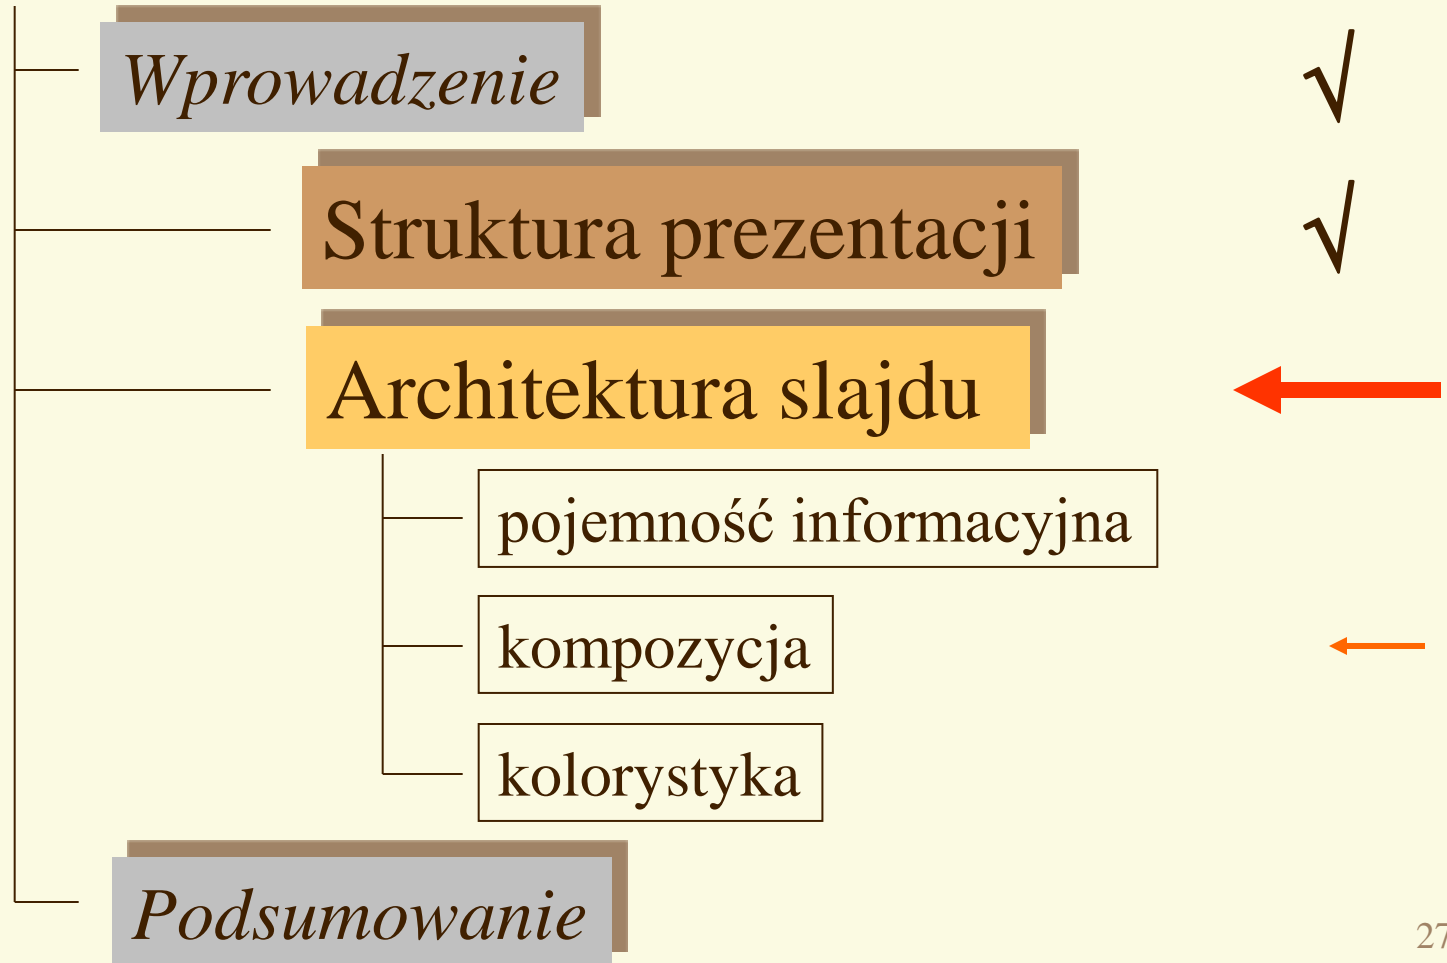 Wprowadzenie √
Struktura prezentacji √
Architektura slajdu
pojemność informacyjna
kompozycja
kolorystyka
Podsumowanie
27